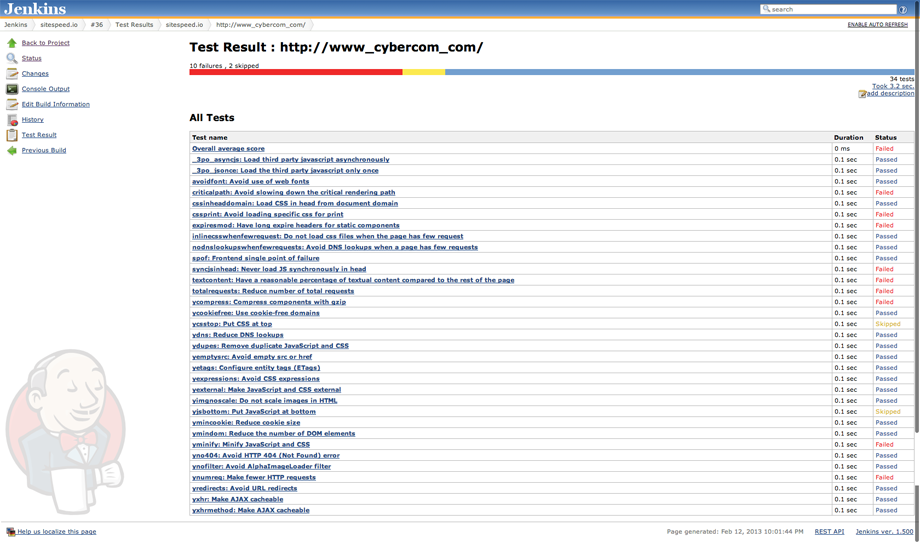 Jenkins
search
Jenkins sitespeed.io #36 Test Results sitespeed.io http://www_cybercom_com/
ENABLE AUTO REFRESH
Back to Project
Status
Changes
Console Output
Edit Build Information
History
Test Result
Previous Build
Test Result : http://www_cybercom_com/
10 failures , 2 skipped
34 tests
Took 3.2 sec.
add description
All Tests
Test name Duration Status
Overall average score 0 ms Failed
_3po_asyncjs: Load third party javascript asynchronously 0.1 sec Passed
_3po_jsonce: Load the third party javascript only once 0.1 sec Passed
avoidfont: Avoid use of web fonts 0.1 sec Passed
criticalpath: Avoid slowing down the critical rendering path 0.1 sec Failed
cssinheaddomain: Load CSS in head from document domain 0.1 sec Passed
cssprint: Avoid loading specific css for print 0.1 sec Failed
expiresmod: Have long expire headers for static components 0.1 sec Failed
inlinecsswhenfewrequest: Do not load css files when the page has few request 0.1 sec Passed
nodnslookupswhenfewrequests: Avoid DNS lookups when a page has few requests 0.1 sec Passed
spof: Frontend single point of failure 0.1 sec Passed
syncjsinhead: Never load JS synchronously in head 0.1 sec Failed
textcontent: Have a reasonable percentage of textual content compared to the rest of the page 0.1 sec Failed
totalrequests: Reduce number of total requests 0.1 sec Failed
ycompress: Compress components with gzip 0.1 sec Failed
ycookiefree: Use cookie-free domains 0.1 sec Passed
ycsstop: Put CSS at top 0.1 sec Skipped
ydns: Reduce DNS lookups 0.1 sec Passed
ydupes: Remove duplicate JavaScript and CSS 0.1 sec Passed
yemptysrc: Avoid empty src or href 0.1 sec Passed
yetags: Configure entity tags (ETags) 0.1 sec Passed
yexpressions: Avoid CSS expressions 0.1 sec Passed
yexternal: Make JavaScript and CSS external 0.1 sec Passed
yimgnoscale: Do not scale images in HTML 0.1 sec Passed
yjsbottom: Put JavaScript at bottom 0.1 sec Skipped
ymincookie: Reduce cookie size 0.1 sec Passed
ymindom: Reduce the number of DOM elements 0.1 sec Passed
yminify: Minify JavaScript and CSS 0.1 sec Failed
yno404: Avoid HTTP 404 (Not Found) error 0.1 sec Passed
ynofilter: Avoid AlphaImageLoader filter 0.1 sec Passed
ynumreq: Make fewer HTTP requests 0.1 sec Failed
yredirects: Avoid URL redirects 0.1 sec Passed
yxhr: Make AJAX cacheable 0.1 sec Passed
yxhrmethod: Make AJAX cacheable 0.1 sec Passed
Help us localize this page
Page generated: Feb 12, 2013 10:01:44 PM REST API Jenkins ver. 1.500